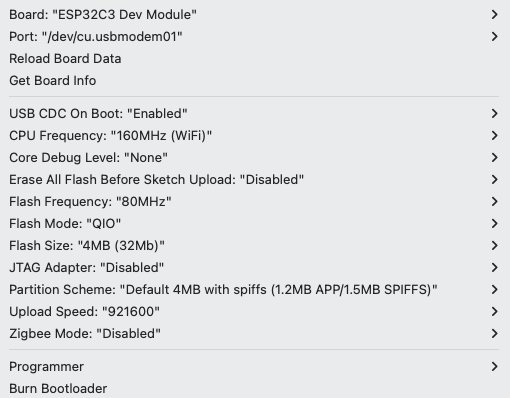 Board: "ESP32C3 Dev Module"
Port: "/dev/cu.usbmodem01"
Reload Board Data
Get Board Info
USB CDC On Boot: "Enabled"
CPU Frequency: "160MHz (WiFi)"
Core Debug Level: "None"
Erase All Flash Before Sketch Upload: "Disabled"
Flash Frequency: "80MHz"
Flash Mode: "QIO"
Flash Size: "4MB (32Mb)"
JTAG Adapter: "Disabled"
Partition Scheme: "Default 4MB with spiffs (1.2MB APP/1.5MB SPIFFS)"
Upload Speed: "921600"
Zigbee Mode: "Disabled"
Programmer
Burn Bootloader